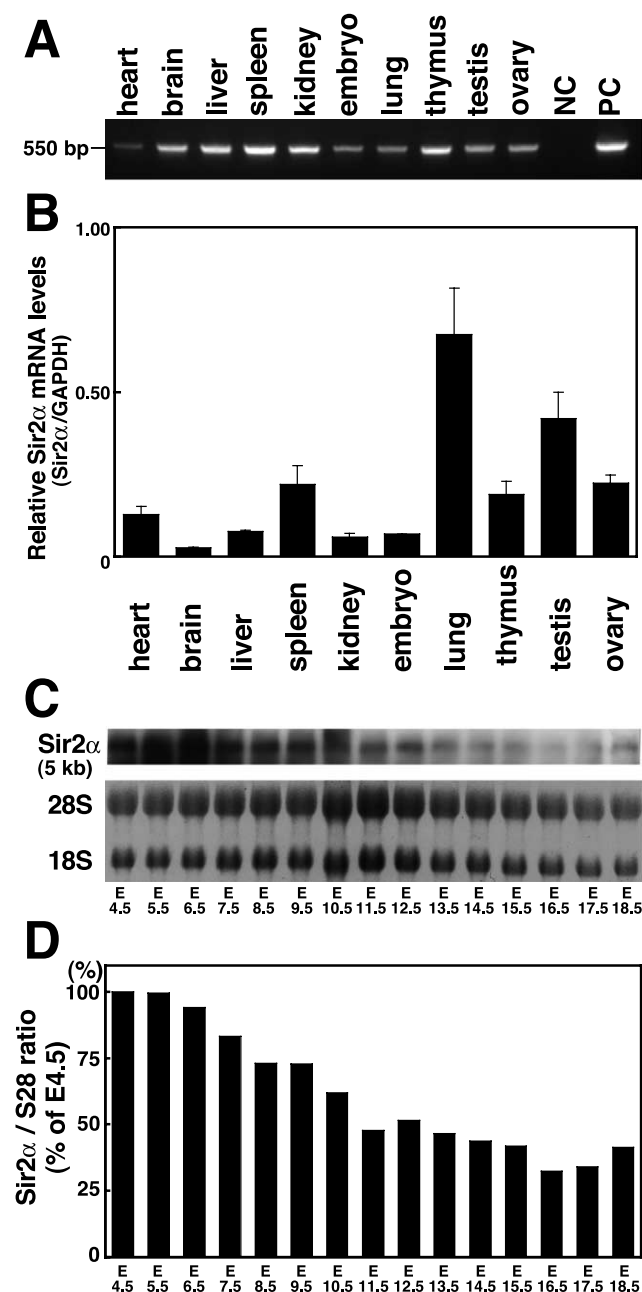 A
heart brain liver spleen kidney embryo lung thymus testis ovary NC PC
550 bp
B
Relative Sir2α mRNA levels
(Sir2α/GAPDH)
1.00
0.50
0
heart brain liver spleen kidney embryo lung thymus testis ovary
C
Sir2α
(5 kb)
28S
18S
E E E E E E E E E E E E E E E
4.5 5.5 6.5 7.5 8.5 9.5 10.5 11.5 12.5 13.5 14.5 15.5 16.5 17.5 18.5
D
(%)
Sir2α / S28 ratio
(% of E4.5)
100
75
50
25
0
E E E E E E E E E E E E E E E
4.5 5.5 6.5 7.5 8.5 9.5 10.5 11.5 12.5 13.5 14.5 15.5 16.5 17.5 18.5